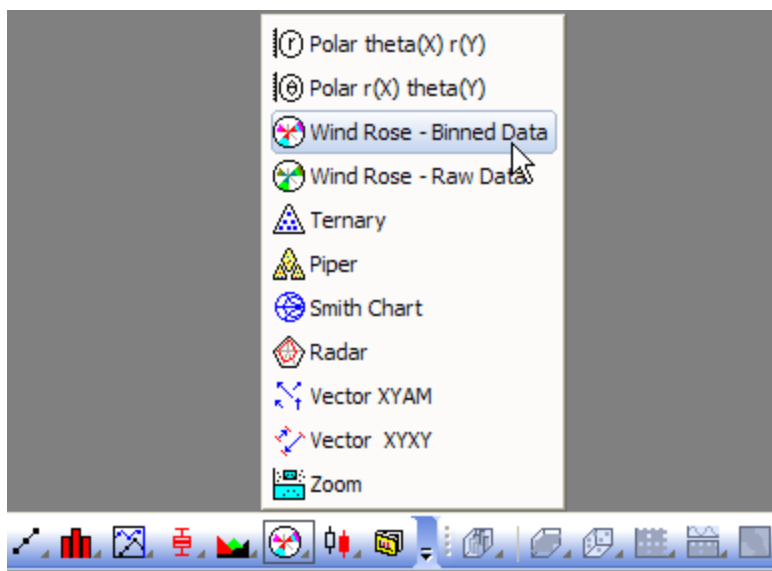 Polar theta(X) r(Y)
Polar r(X) theta(Y)
Wind Rose - Binned Data
Wind Rose - Raw Data
Ternary
Piper
Smith Chart
Radar
Vector XYAM
Vector XYXY
Zoom